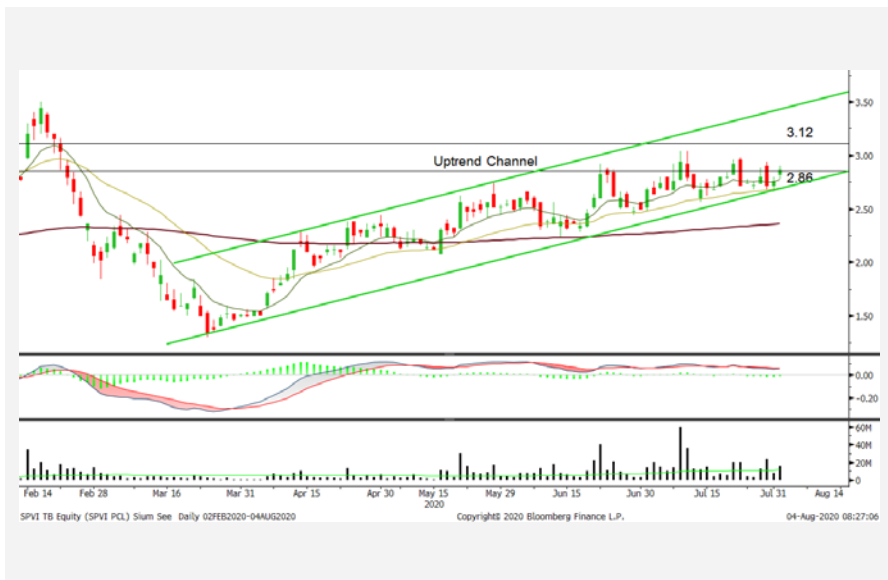 3.50
3.12
3.00
Uptrend Channel
2.86
2.50
2.00
1.50
0.00
-0.20
60M
40M
20M
0
Feb 14 Feb 28 Mar 16 Mar 31 Apr 15 Apr 30 May 15 May 29 Jun 15 Jun 30 Jul 15 Jul 31 Aug 14
2020
SPVI TB Equity (SPVI PCL) Sium See Daily 02FEB2020-04AUG2020 Copyright© 2020 Bloomberg Finance L.P. 04-Aug-2020 08:27:06